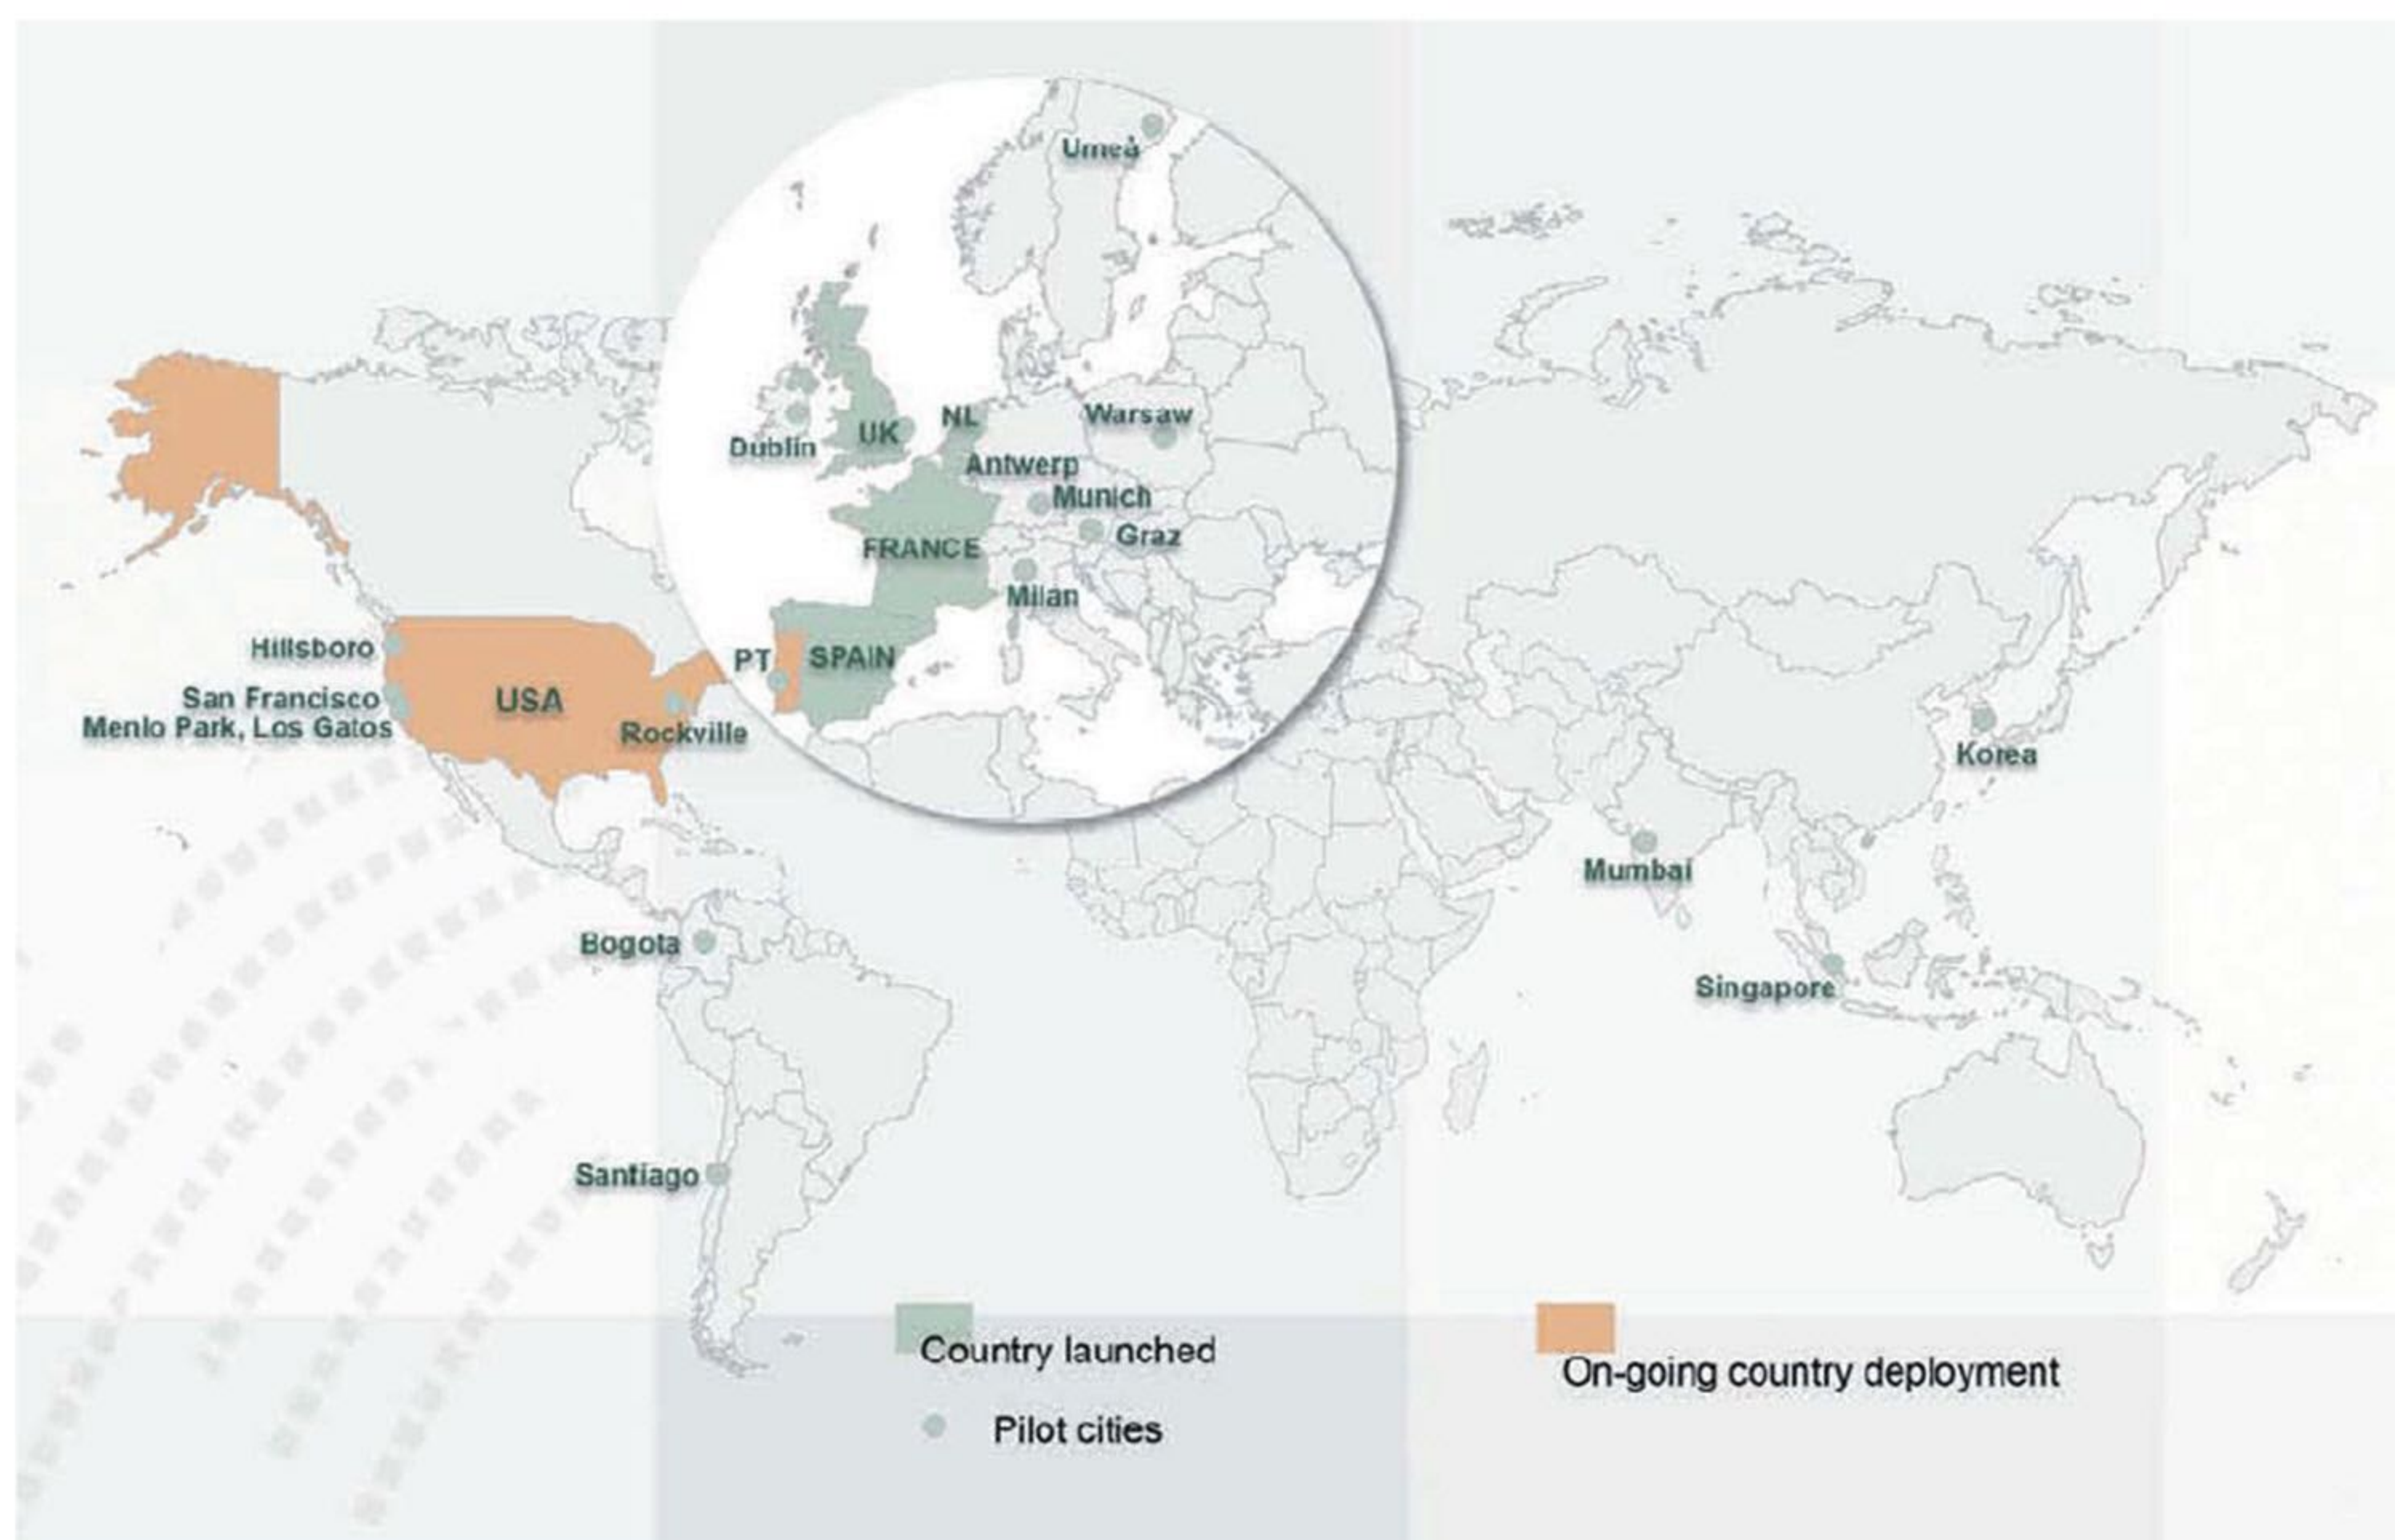 Umeå
UK
NL
Warsaw
Dublin
Antwerp
Munich
Graz
FRANCE
Milan
PT
SPAIN
Hillsboro
San Francisco
Menlo Park, Los Gatos
USA
Rockville
Korea
Mumbai
Bogota
Singapore
Santiago
Country launched
On-going country deployment
Pilot cities